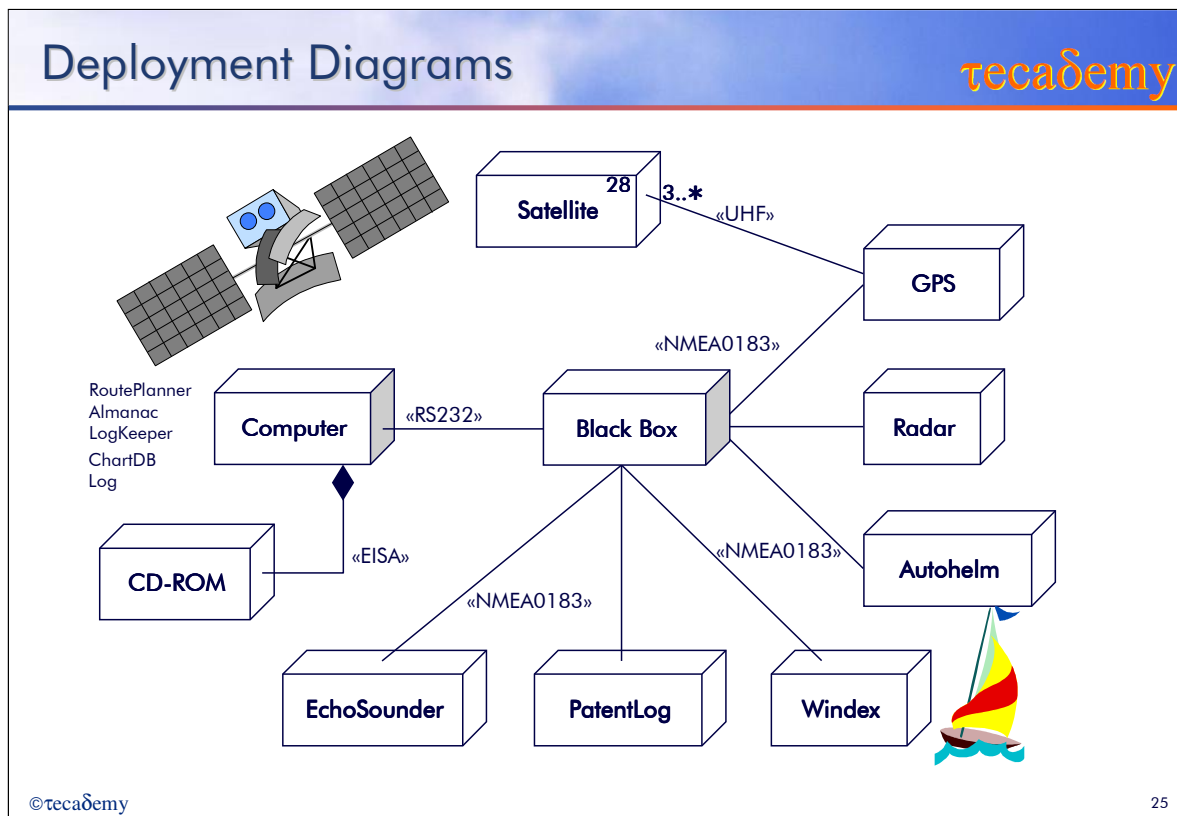 Deployment Diagrams
τecaδemy
28
3..*
Satellite
«UHF»
GPS
«NMEA0183»
RoutePlanner
Almanac
LogKeeper
ChartDB
Log
Computer
«RS232»
Black Box
Radar
«EISA»
«NMEA0183»
CD-ROM
Autohelm
«NMEA0183»
EchoSounder
PatentLog
Windex
©τecaδemy
25